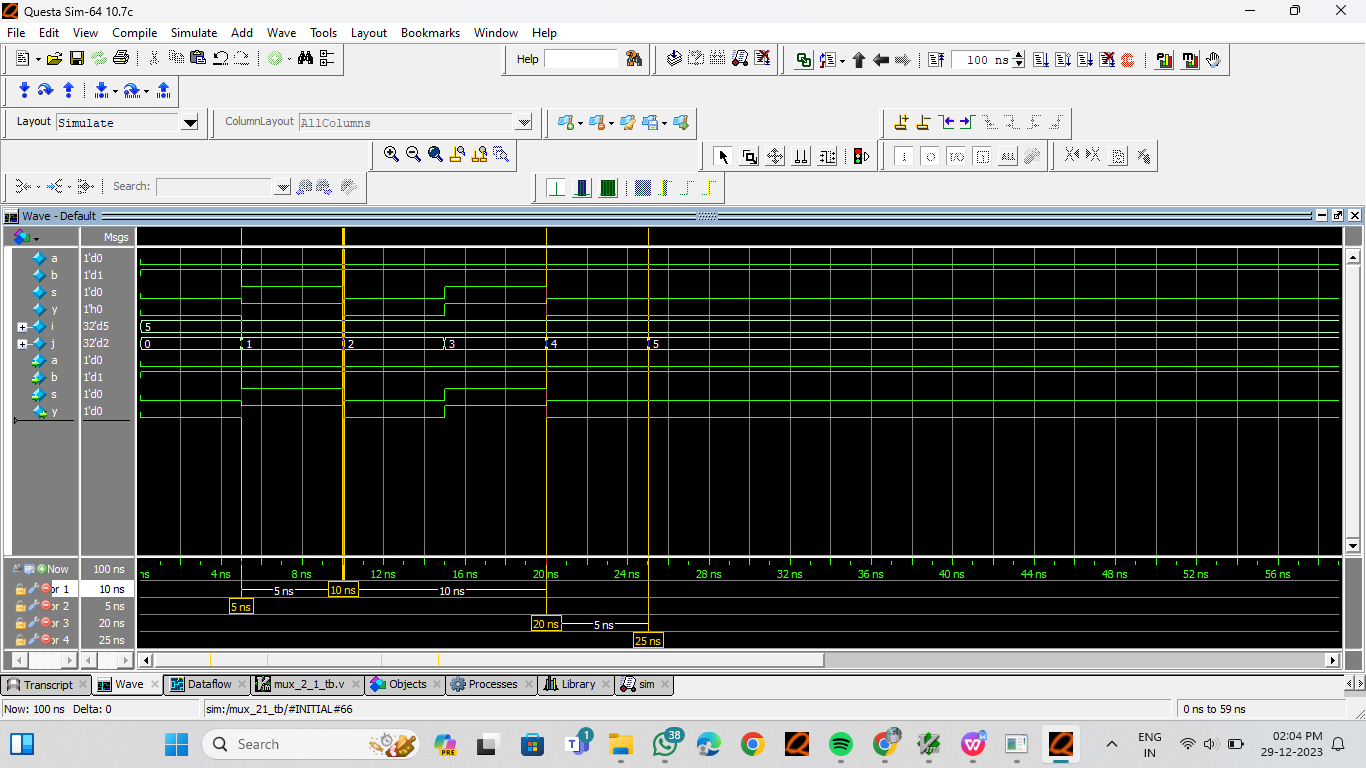 Questa Sim-64 10.7c
File Edit View Compile Simulate Add Wave Tools Layout Bookmarks Window Help
Help 100 ns
Layout Simulate ColumnLayout AllColumns
Search:
Wave - Default
Msgs
a 1'd0
b 1'd1
s 1'd0
y 1'h0
i 32'd5 5
j 32'd2 0 1 2 3 4 5
a 1'd0
b 1'd1
s 1'd0
y 1'd0
Now 100 ns ns 4 ns 8 ns 12 ns 16 ns 20 ns 24 ns 28 ns 32 ns 36 ns 40 ns 44 ns 48 ns 52 ns 56 ns
or 1 10 ns 5 ns 10 ns 10 ns
or 2 5 ns 5 ns
or 3 20 ns 20 ns 5 ns
or 4 25 ns 25 ns
Transcript Wave Dataflow mux_2_1_tb.v Objects Processes Library sim
Now: 100 ns Delta: 0 sim:/mux_21_tb/#INITIAL#66 0 ns to 59 ns
Search PRE 1 38 ENG 02:04 PM
IN 29-12-2023